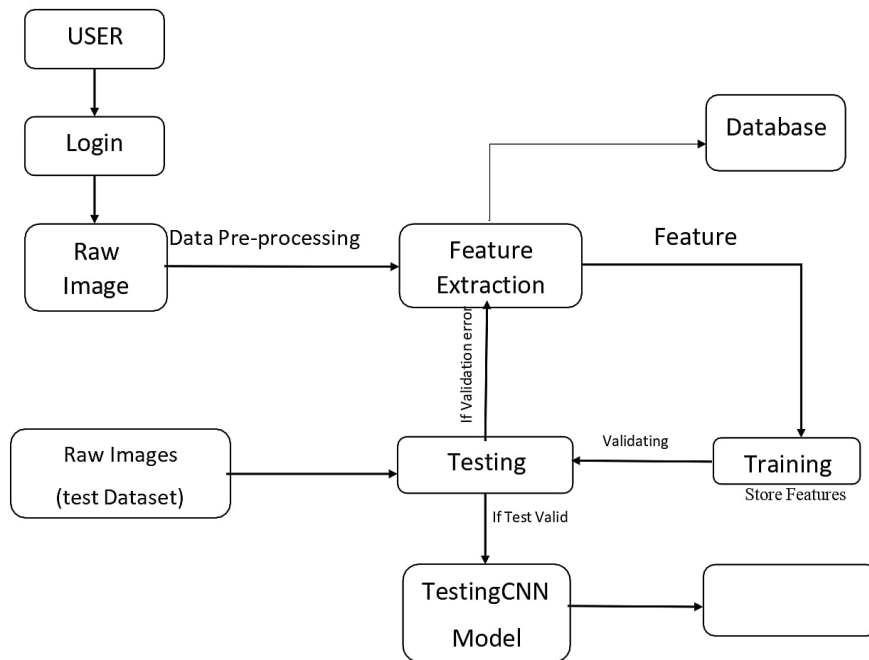 USER
Login
Database
Raw
Image
Data Pre-processing
Feature
Extraction
Feature
If Validation error
Raw Images
(test Dataset)
Testing
Validating
Training
Store Features
If Test Valid
TestingCNN
Model